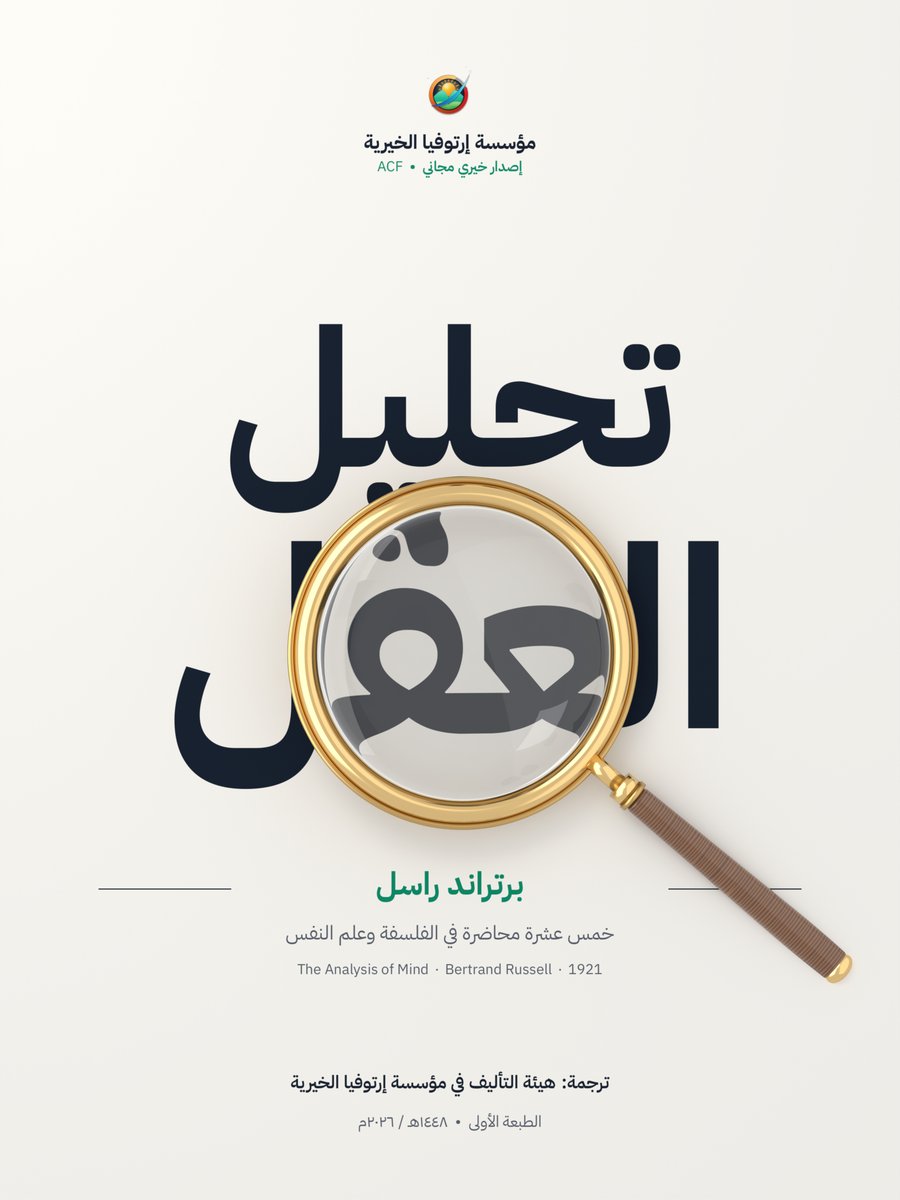 مؤسسة إرتوفيا الخيرية
إصدار خيري مجاني • ACF
تحليل
العقل
برتراند راسل
خمس عشرة محاضرة في الفلسفة وعلم النفس
The Analysis of Mind · Bertrand Russell · 1921
ترجمة: هيئة التأليف في مؤسسة إرتوفيا الخيرية
الطبعة الأولى • ١٤٤٨هـ / ٢٠٢٦م